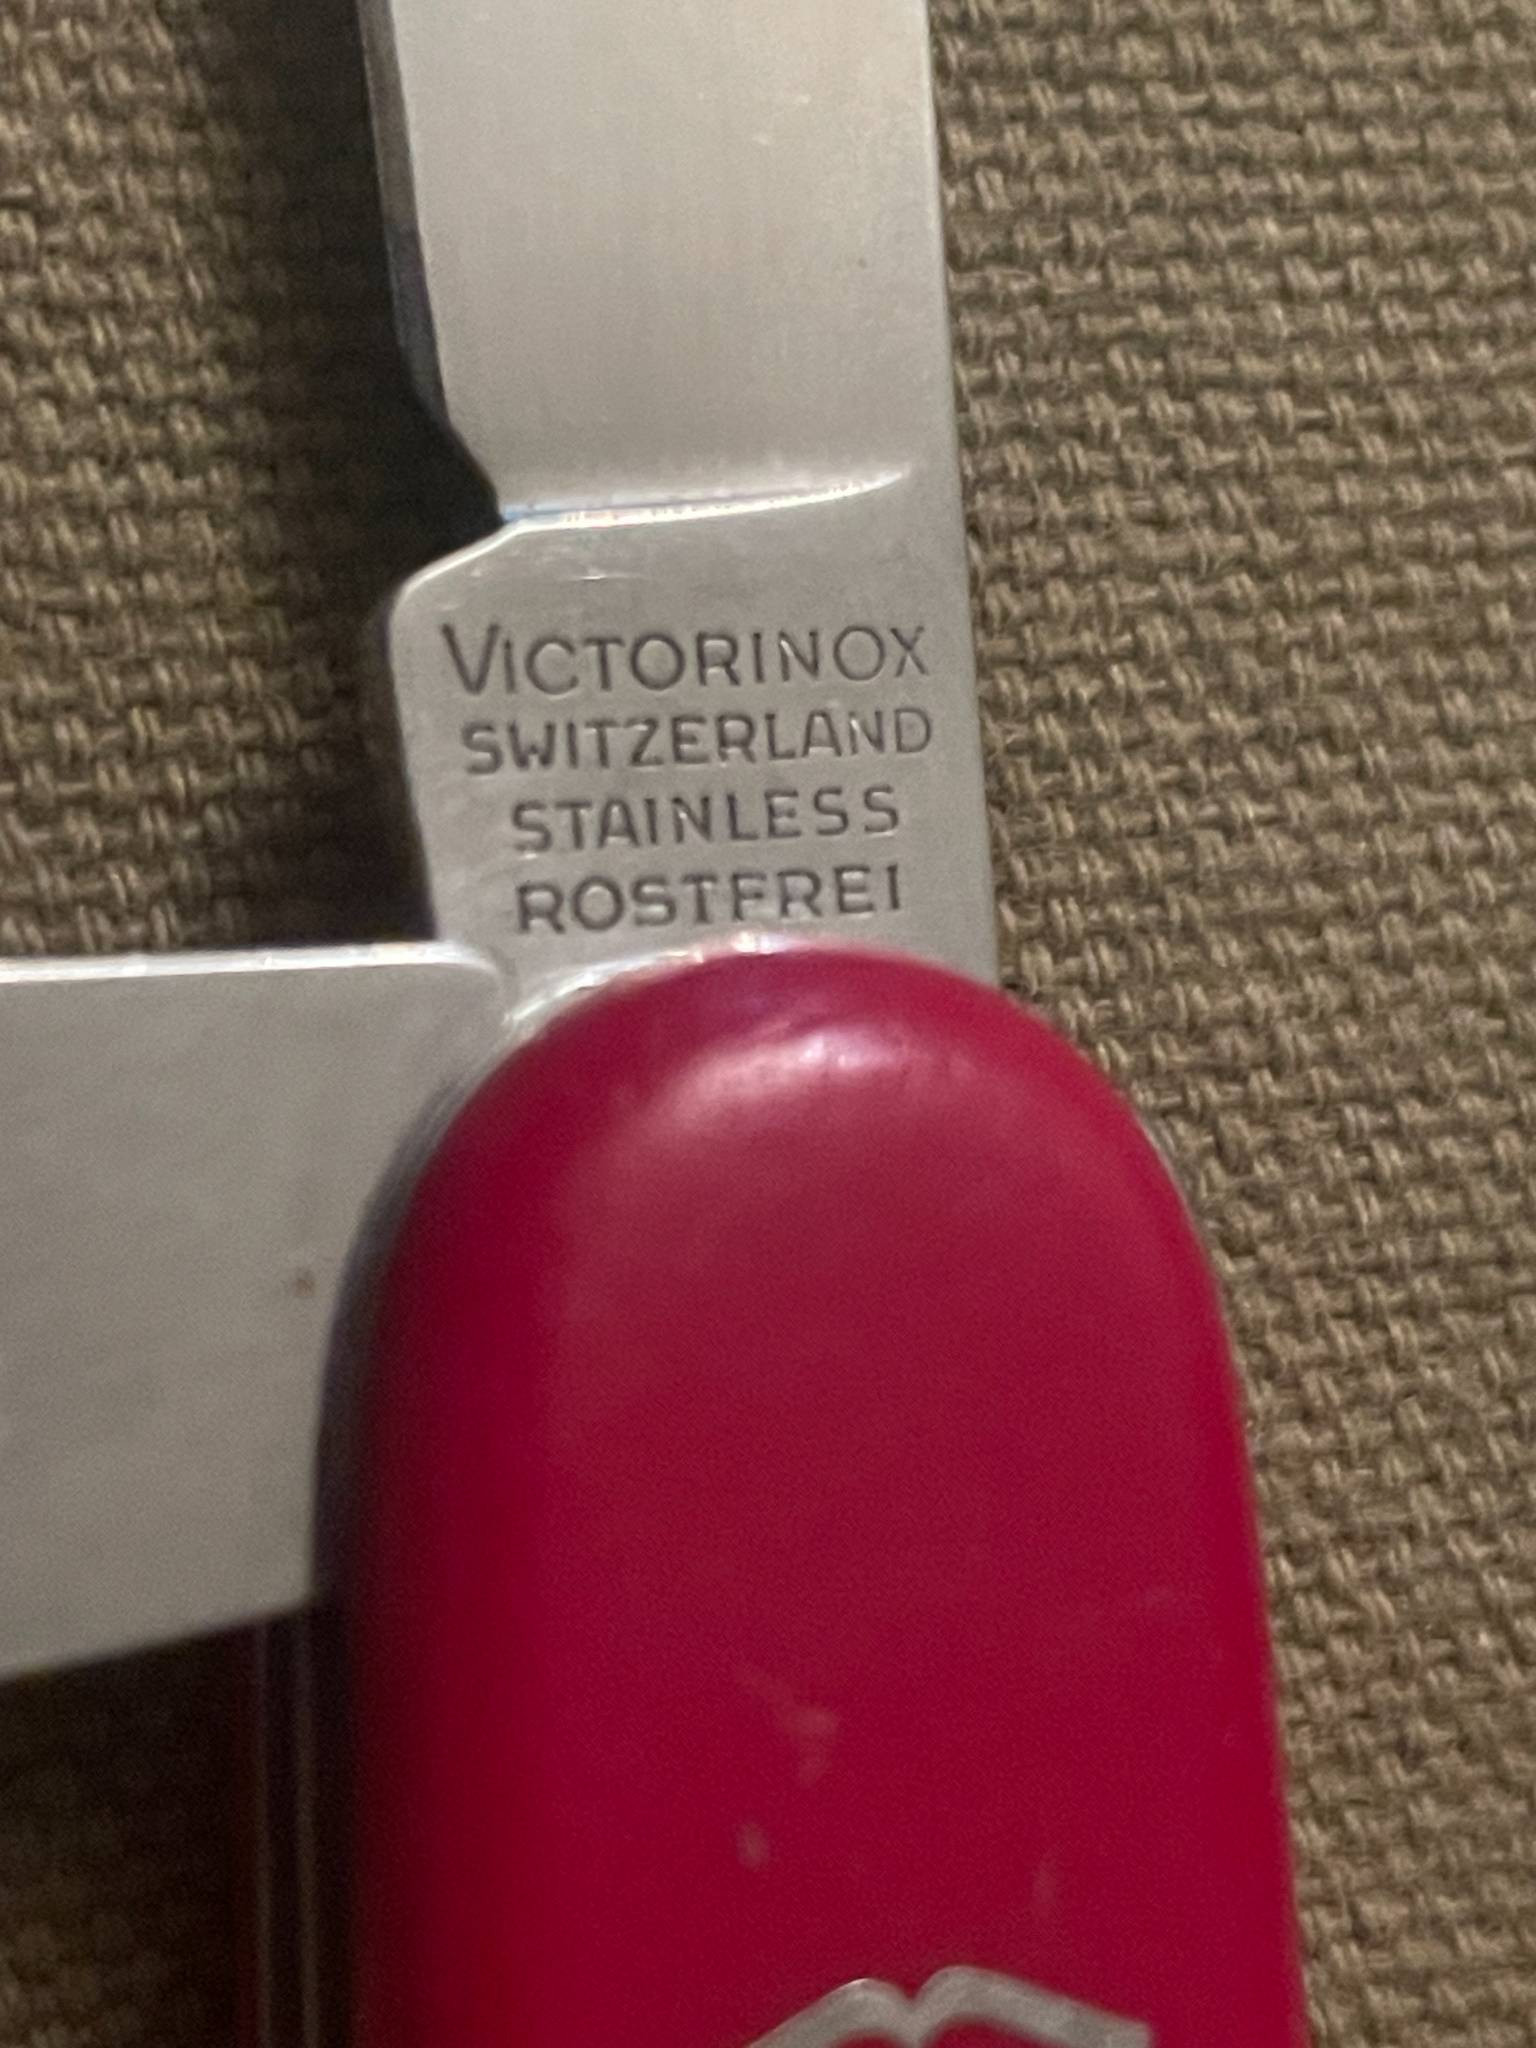 VICTORINOX
SWITZERLAND
STAINLESS
ROSTFREI